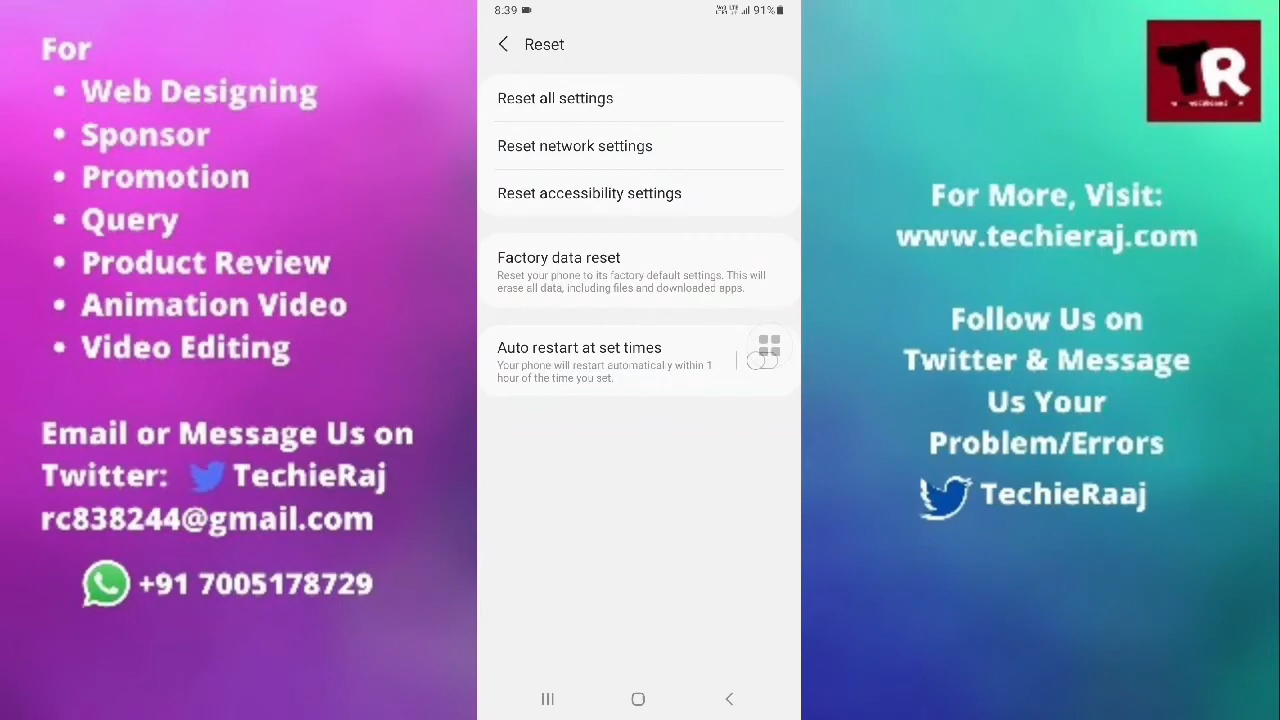 For
• Web Designing
• Sponsor
• Promotion
• Query
• Product Review
• Animation Video
• Video Editing
Email or Message Us on
Twitter: TechieRaj
rc838244@gmail.com
+91 7005178729
8:39
91%
Reset
Reset all settings
Reset network settings
Reset accessibility settings
Factory data reset
Reset your phone to its factory default settings. This will
erase all data, including files and downloaded apps.
Auto restart at set times
Your phone will restart automatical y within 1
hour of the time you set.
TR
For More, Visit:
www.techieraj.com
Follow Us on
Twitter & Message
Us Your
Problem/Errors
TechieRaaj